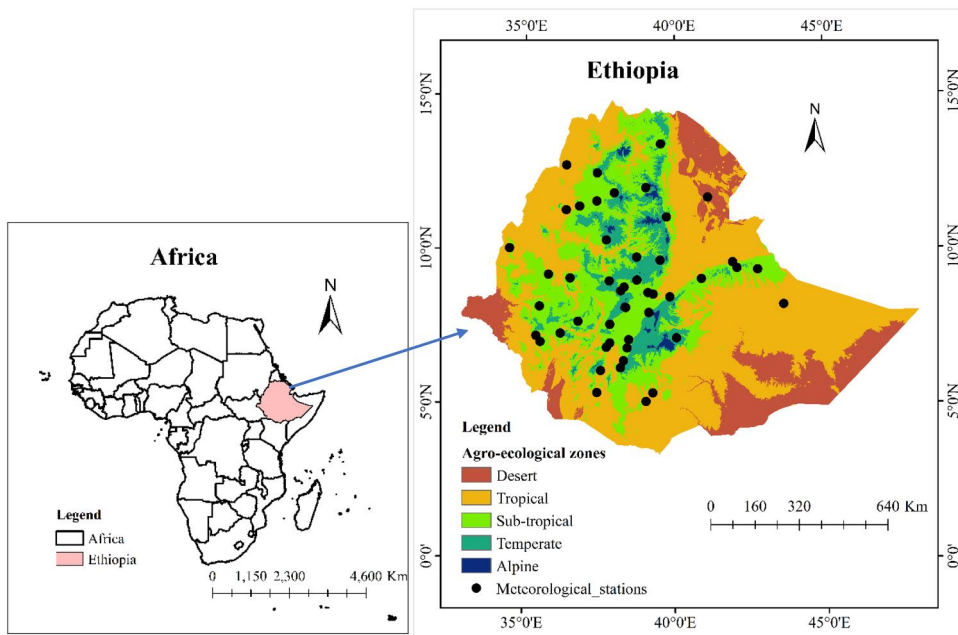 Africa
N
Legend
Africa
Ethiopia
0 1,150 2,300 4,600 Km
35°0'E 40°0'E 45°0'E
Ethiopia
N
15°0'N 15°0'N
10°0'N 10°0'N
5°0'N 5°0'N
0°0' 0°0'
Legend
Agro-ecological zones
Desert
Tropical
Sub-tropical
Temperate
Alpine
Meteorological_stations
0 160 320 640 Km
35°0'E 40°0'E 45°0'E